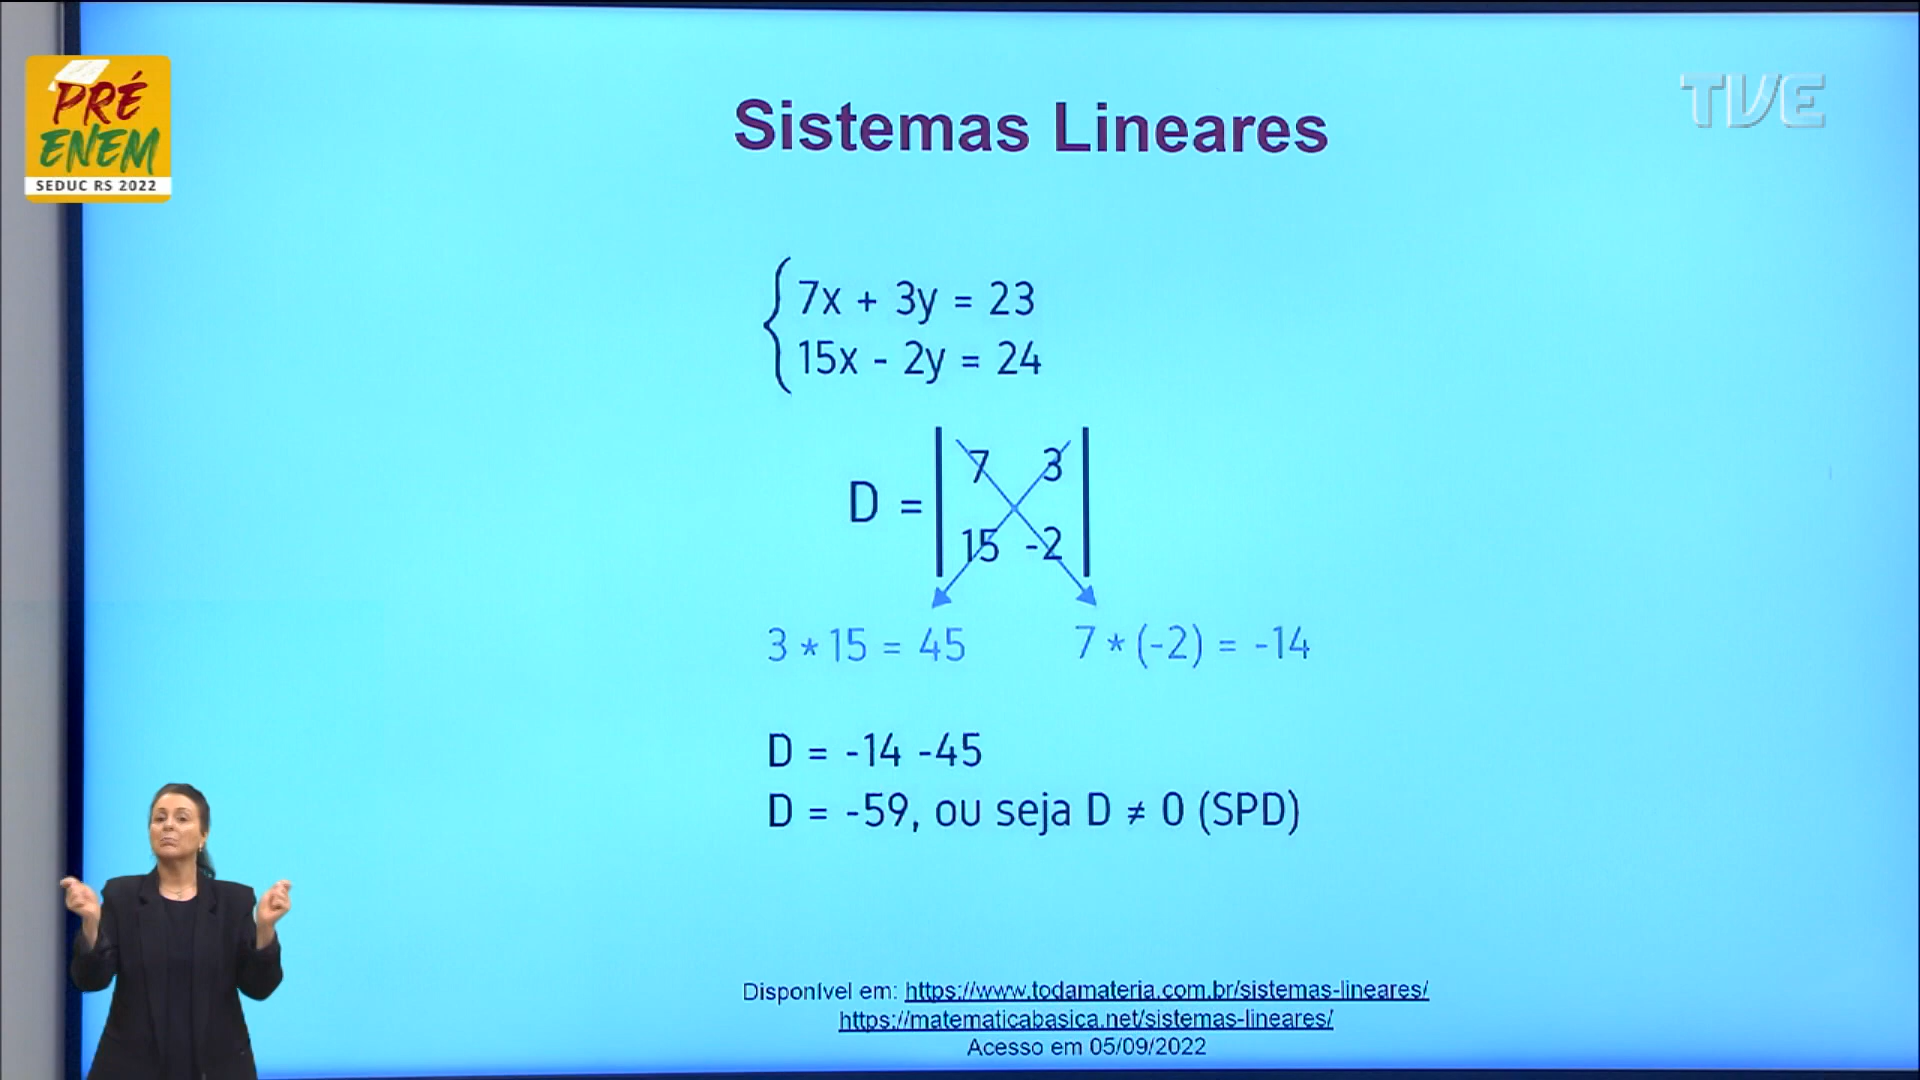 PRÉ
ENEM
SEDUC RS 2022
TVE
Sistemas Lineares
7x + 3y = 23
15x - 2y = 24
D =
7 3
15 -2
3 * 15 = 45 7 * (-2) = -14
D = -14 -45
D = -59, ou seja D ≠ 0 (SPD)
Disponível em: https://www.todamateria.com.br/sistemas-lineares/
https://matematicabasica.net/sistemas-lineares/
Acesso em 05/09/2022